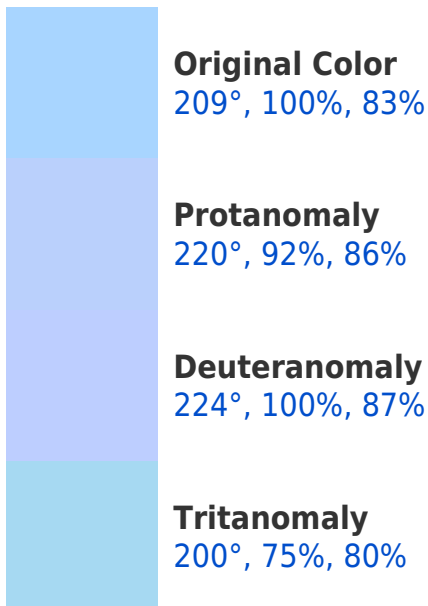 Original Color
209°, 100%, 83%
Protanomaly
220°, 92%, 86%
Deuteranomaly
224°, 100%, 87%
Tritanomaly
200°, 75%, 80%